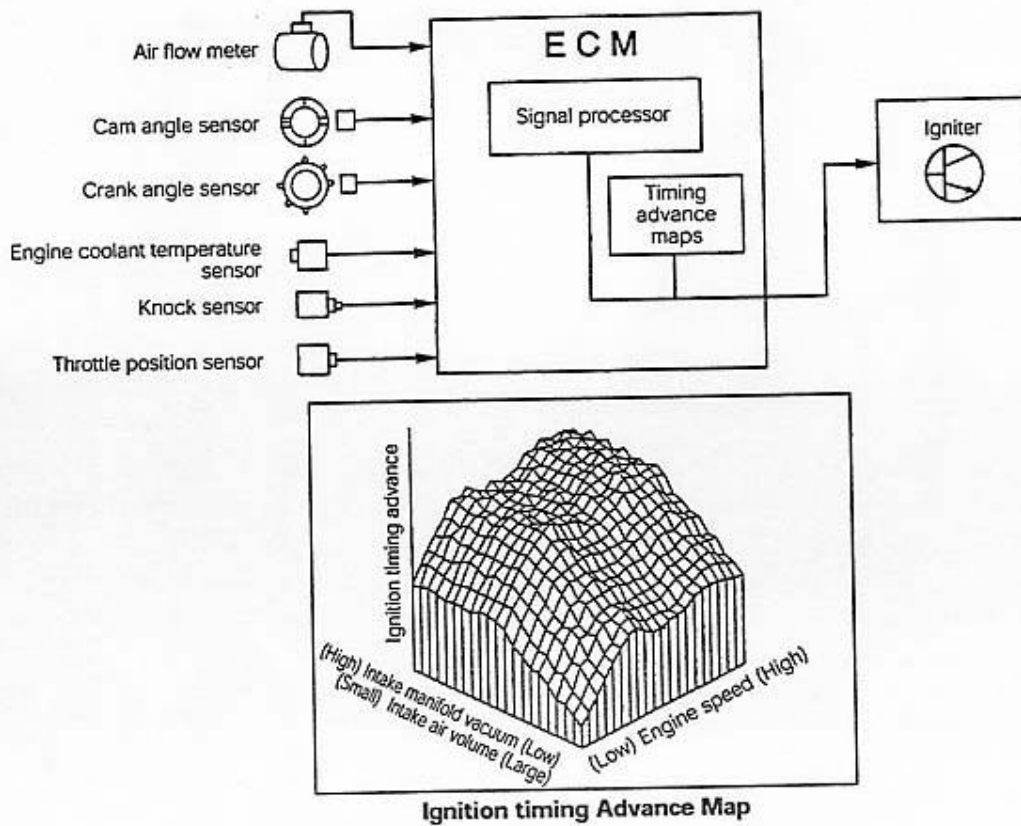 Air flow meter
Cam angle sensor
Crank angle sensor
Engine coolant temperature
sensor
Knock sensor
Throttle position sensor
ECM
Signal processor
Timing
advance
maps
Igniter
Ignition timing advance
(High) Intake manifold vacuum (Low)
(Small) Intake air volume (Large)
(Low) Engine speed (High)
Ignition timing Advance Map